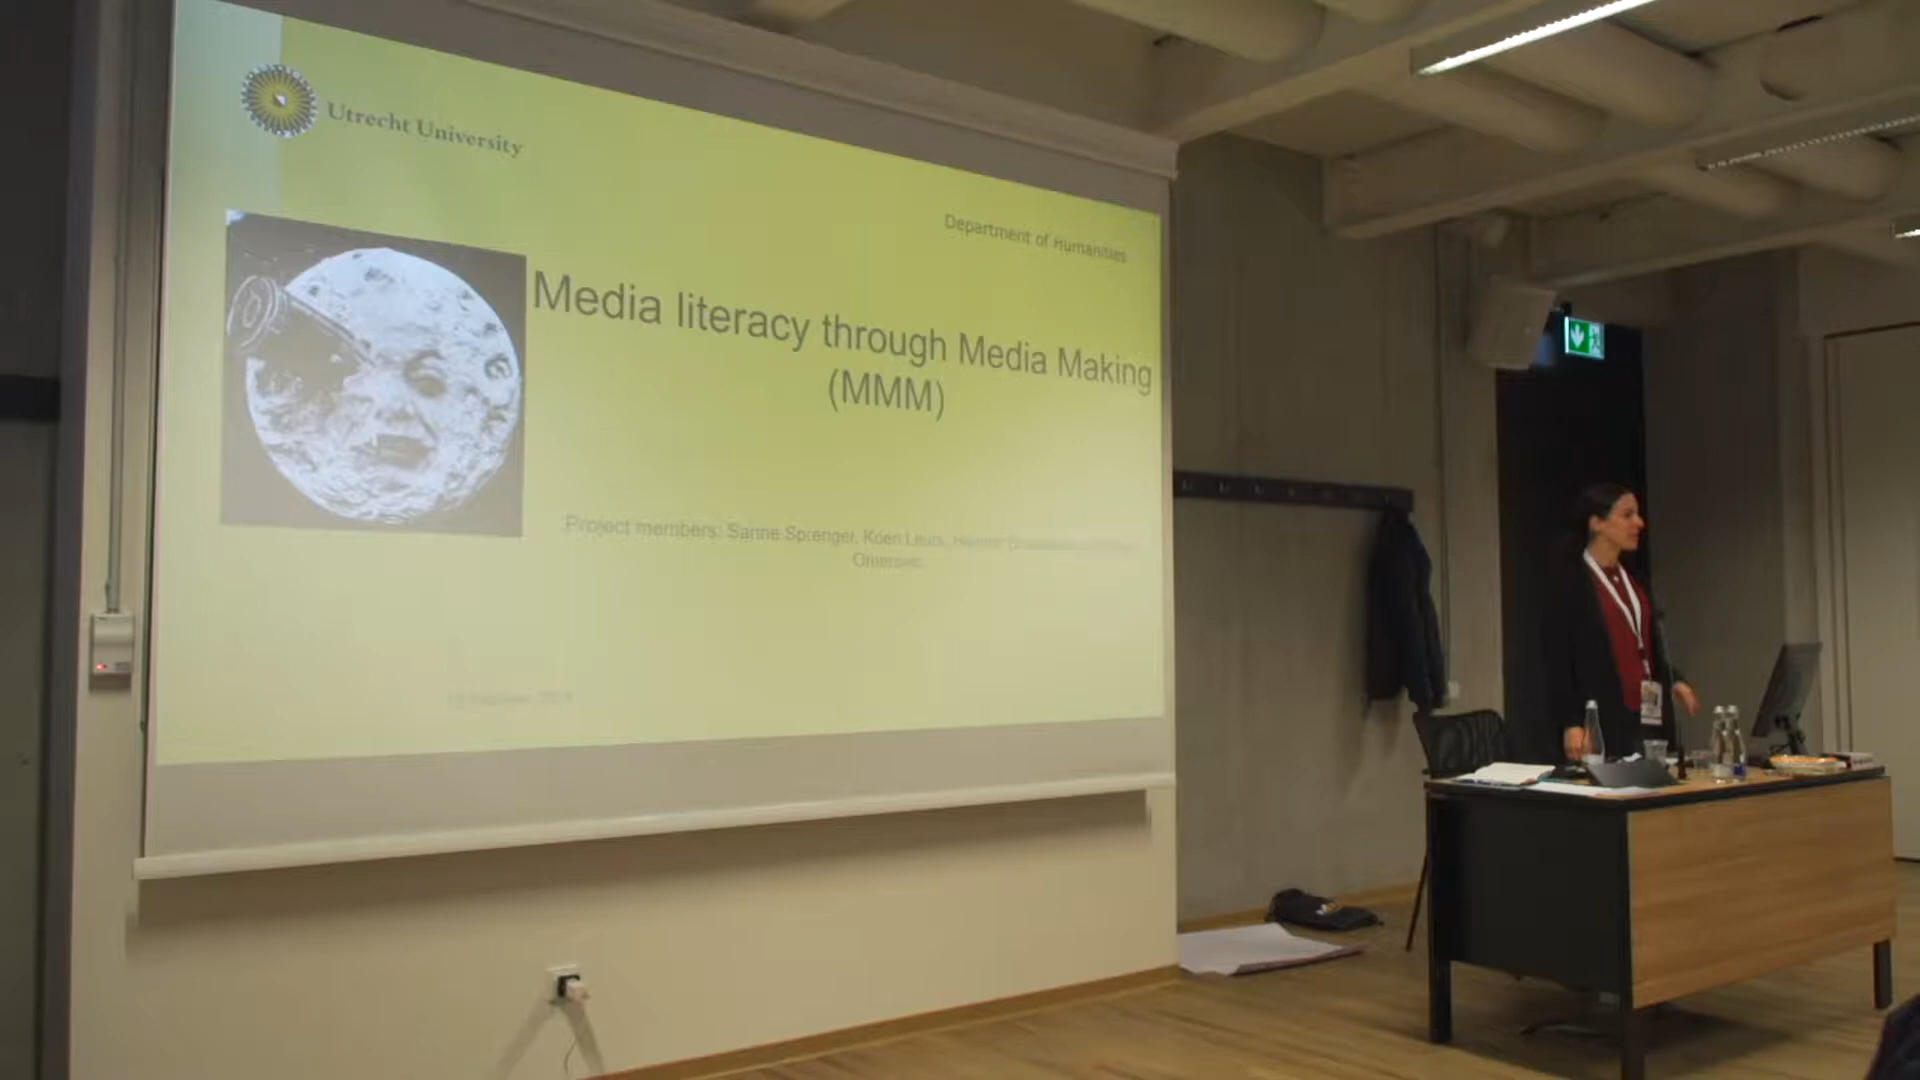 Utrecht University
Department of Humanities
Media literacy through Media Making
(MMM)
Project members: Sanne Sprenger, Koen Leurs,